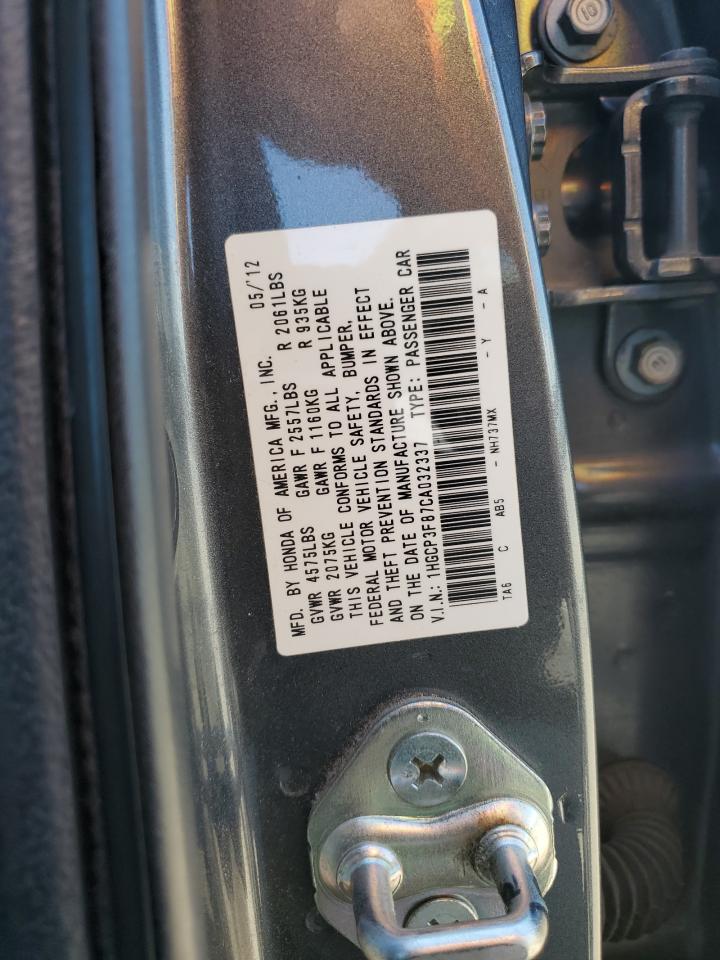 MFD. BY HONDA OF AMERICA MFG., INC. 05/'12
GVWR 4575LBS GAWR F 2557LBS R 2061LBS
GVWR 2075KG GAWR F 1160KG R 935KG
THIS VEHICLE CONFORMS TO ALL APPLICABLE
FEDERAL MOTOR VEHICLE SAFETY, BUMPER,
AND THEFT PREVENTION STANDARDS IN EFFECT
ON THE DATE OF MANUFACTURE SHOWN ABOVE.
V.I.N.: 1HGCP3F87CA032337 TYPE: PASSENGER CAR
TA6 C AB5 - NH737MX - Y - A